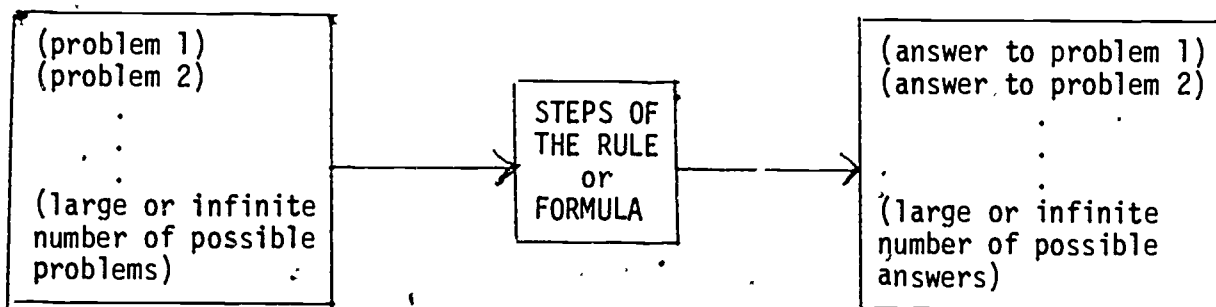 (problem 1)
(problem 2)
.
.
.
(large or infinite
number of possible
problems)
STEPS OF
THE RULE
or
FORMULA
(answer to problem 1)
(answer to problem 2)
.
.
.
(large or infinite
number of possible
answers)